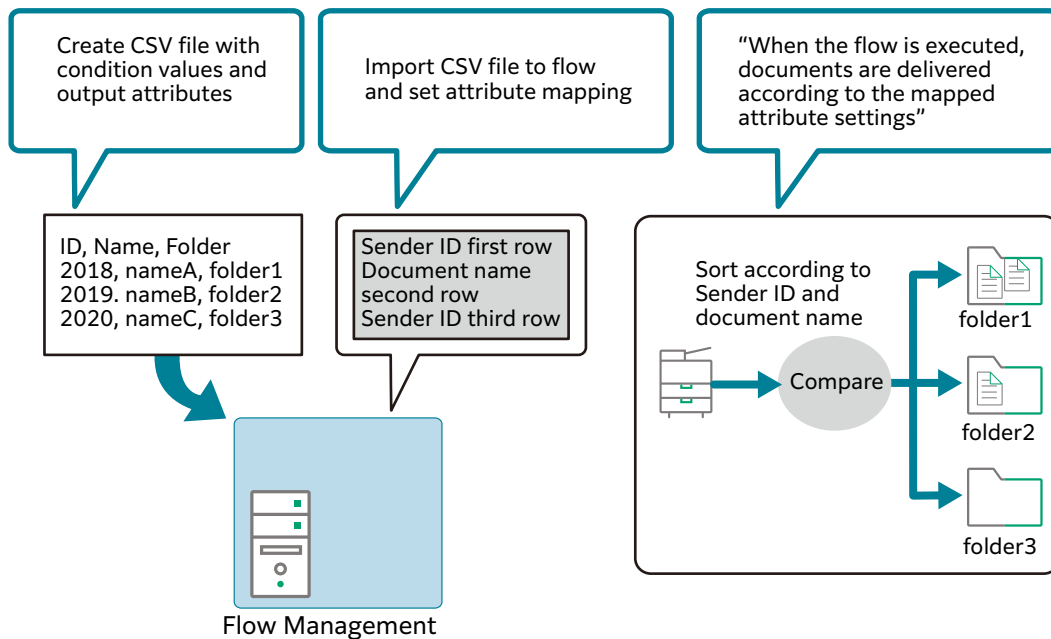 Create CSV file with
condition values and
output attributes
Import CSV file to flow
and set attribute mapping
“When the flow is executed,
documents are delivered
according to the mapped
attribute settings”
ID, Name, Folder
2018, nameA, folder1
2019. nameB, folder2
2020, nameC, folder3
Sender ID first row
Document name
second row
Sender ID third row
Sort according to
Sender ID and
document name
Compare
folder1
folder2
folder3
Flow Management